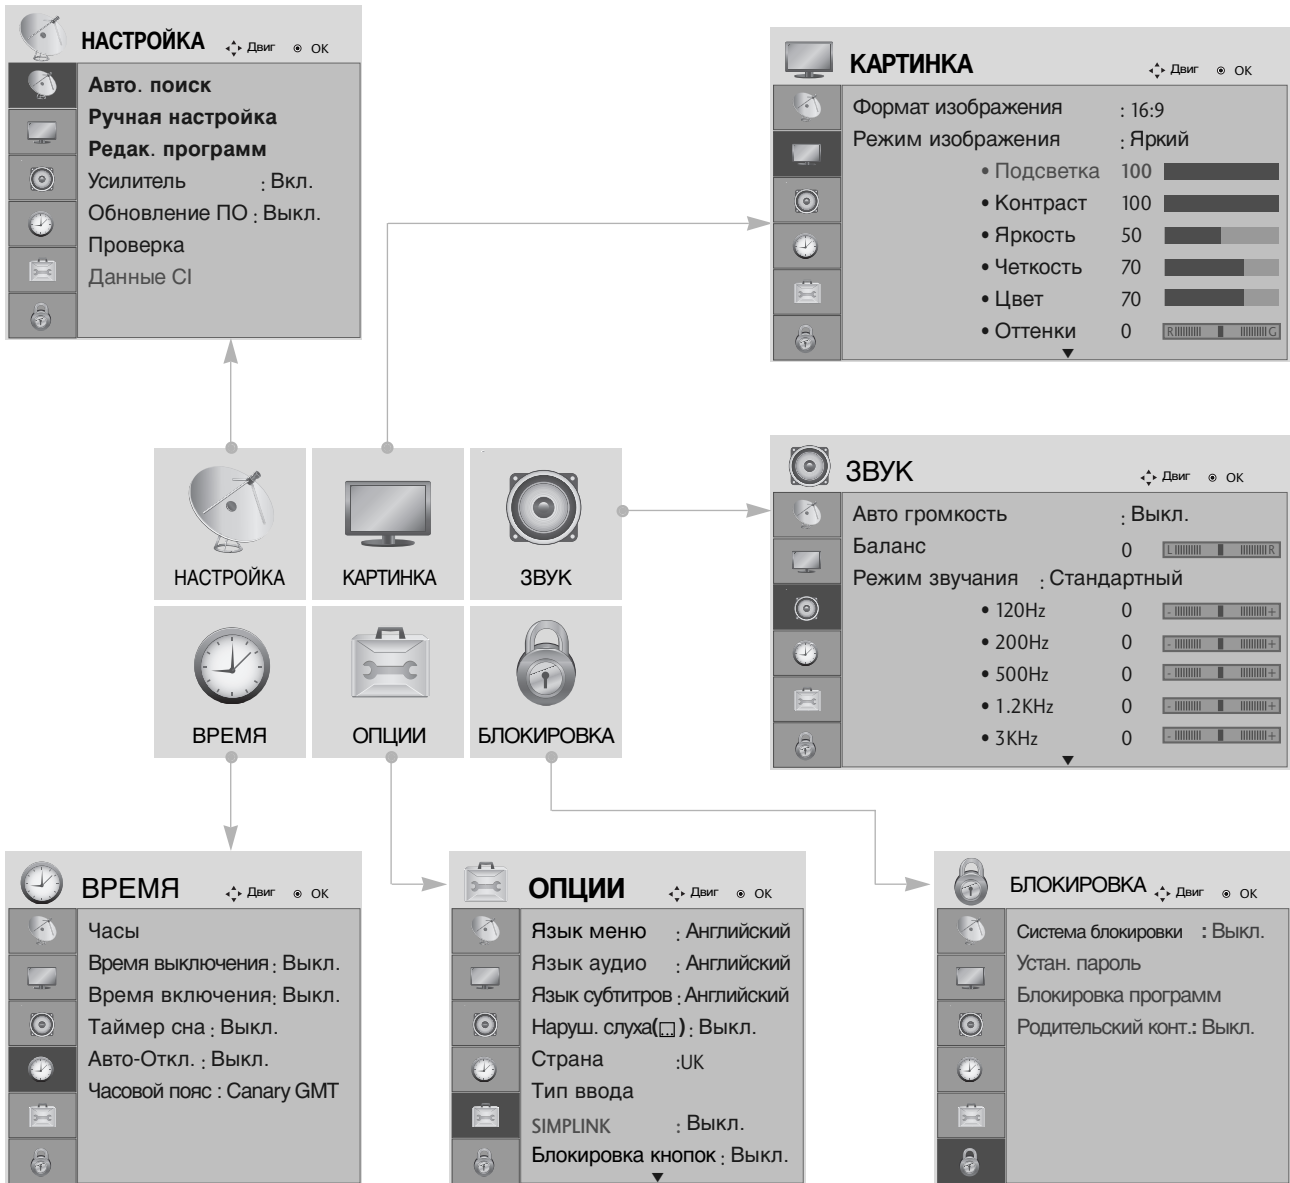 НАСТРОЙКА Двиг OK
Авто. поиск
Ручная настройка
Редак. программ
Усилитель : Вкл.
Обновление ПО : Выкл.
Проверка
Данные CI
КАРТИНКА Двиг OK
Формат изображения : 16:9
Режим изображения : Яркий
• Подсветка 100
• Контраст 100
• Яркость 50
• Четкость 70
• Цвет 70
• Оттенки 0 R G
НАСТРОЙКА
КАРТИНКА
ЗВУК
ВРЕМЯ
ОПЦИИ
БЛОКИРОВКА
ЗВУК Двиг OK
Авто громкость : Выкл.
Баланс 0 L R
Режим звучания : Стандартный
• 120Hz 0 - +
• 200Hz 0 - +
• 500Hz 0 - +
• 1.2KHz 0 - +
• 3KHz 0 - +
ВРЕМЯ Двиг OK
Часы
Время выключения : Выкл.
Время включения : Выкл.
Таймер сна : Выкл.
Авто-Откл. : Выкл.
Часовой пояс : Canary GMT
ОПЦИИ Двиг OK
Язык меню : Английский
Язык аудио : Английский
Язык субтитров : Английский
Наруш. слуха( ) : Выкл.
Страна :UK
Тип ввода
SIMPLINK : Выкл.
Блокировка кнопок : Выкл.
БЛОКИРОВКА Двиг OK
Система блокировки : Выкл.
Устан. пароль
Блокировка программ
Родительский конт.: Выкл.